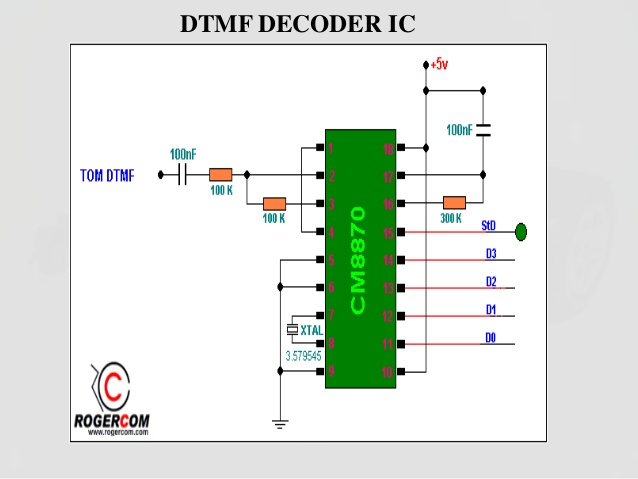 DTMF DECODER IC
+5v
100nF
100nF
TOM DTMF
100 K
100 K
300 K
CM8870
1
2
3
4
5
6
7
8
9
18
17
16
15
14
13
12
11
10
StD
D3
D2
D1
D0
XTAL
3.579545
C
ROGERCOM
www.rogercom.com